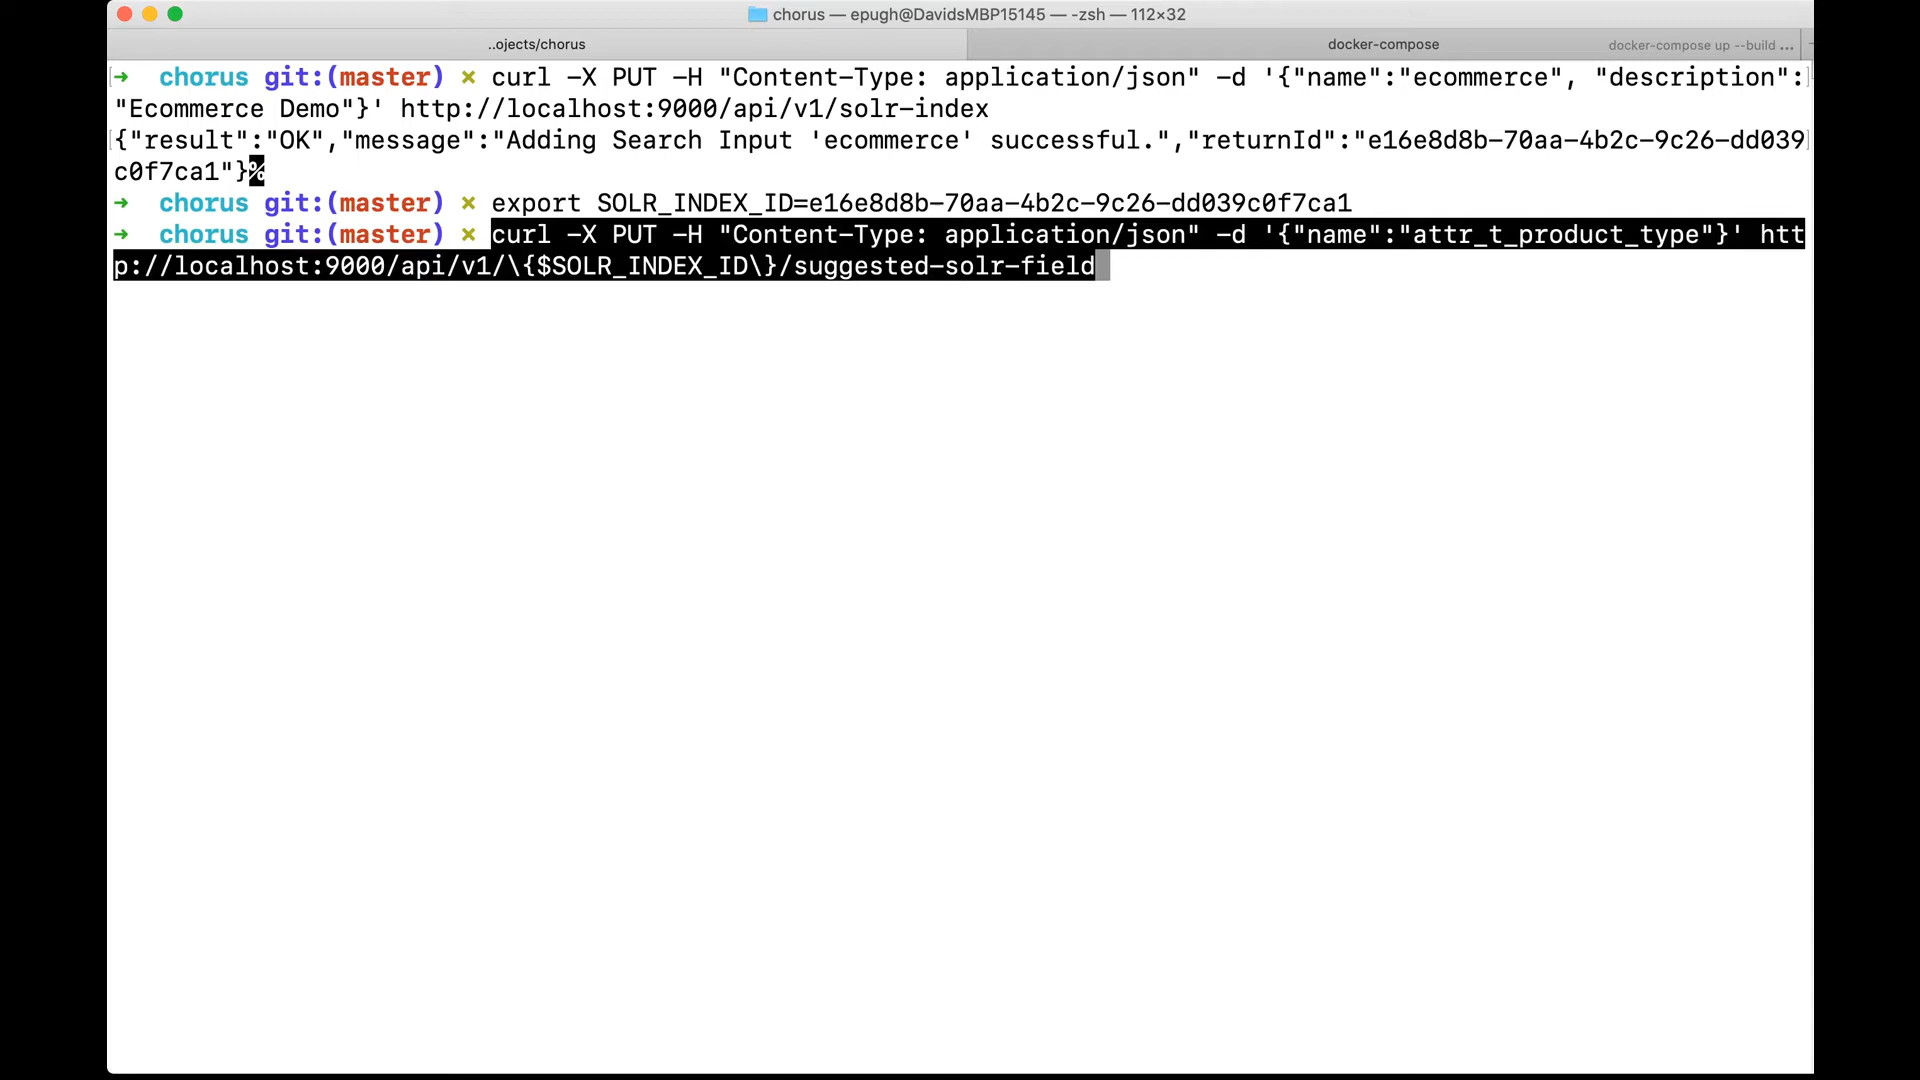 chorus — epugh@DavidsMBP15145 — -zsh — 112×32
..ojects/chorus
docker-compose
docker-compose up --build ...
➜ chorus git:(master) × curl -X PUT -H "Content-Type: application/json" -d '{"name":"ecommerce", "description":
"Ecommerce Demo"}' http://localhost:9000/api/v1/solr-index
{"result":"OK","message":"Adding Search Input 'ecommerce' successful.","returnId":"e16e8d8b-70aa-4b2c-9c26-dd039
c0f7ca1"}%
➜ chorus git:(master) × export SOLR_INDEX_ID=e16e8d8b-70aa-4b2c-9c26-dd039c0f7ca1
➜ chorus git:(master) × curl -X PUT -H "Content-Type: application/json" -d '{"name":"attr_t_product_type"}' htt
p://localhost:9000/api/v1/\{$SOLR_INDEX_ID\}/suggested-solr-field